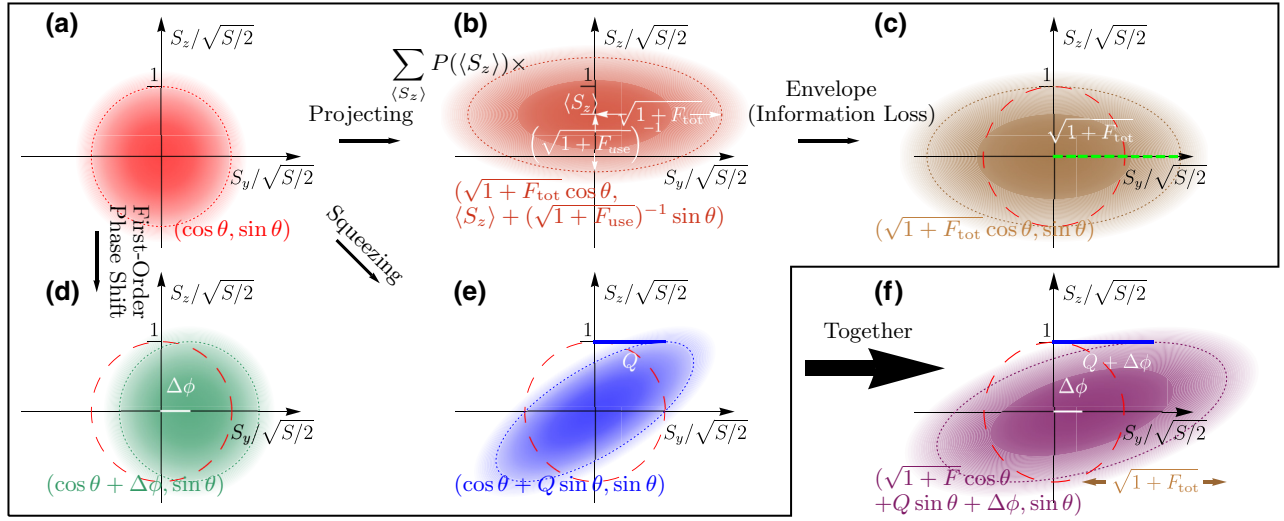 (a)
S_z/√(S/2)
1
S_y/√(S/2)
(cos θ, sin θ)
Projecting
(b)
S_z/√(S/2)
∑_{⟨S_z⟩} P(⟨S_z⟩)×
1
⟨S_z⟩
√(1 + F_tot)
(√(1 + F_use))^{-1}
S_y/√(S/2)
(√(1 + F_tot) cos θ,
⟨S_z⟩ + (√(1 + F_use))^{-1} sin θ)
Envelope
(Information Loss)
(c)
S_z/√(S/2)
1
√(1 + F_tot)
S_y/√(S/2)
(√(1 + F_tot) cos θ, sin θ)
First-Order
Phase Shift
Squeezing
(d)
S_z/√(S/2)
1
Δϕ
S_y/√(S/2)
(cos θ + Δϕ, sin θ)
(e)
S_z/√(S/2)
1
Q
S_y/√(S/2)
(cos θ + Q sin θ, sin θ)
Together
(f)
S_z/√(S/2)
1
Q + Δϕ
Δϕ
S_y/√(S/2)
(√(1 + F) cos θ
+Q sin θ + Δϕ, sin θ)
√(1 + F_tot)